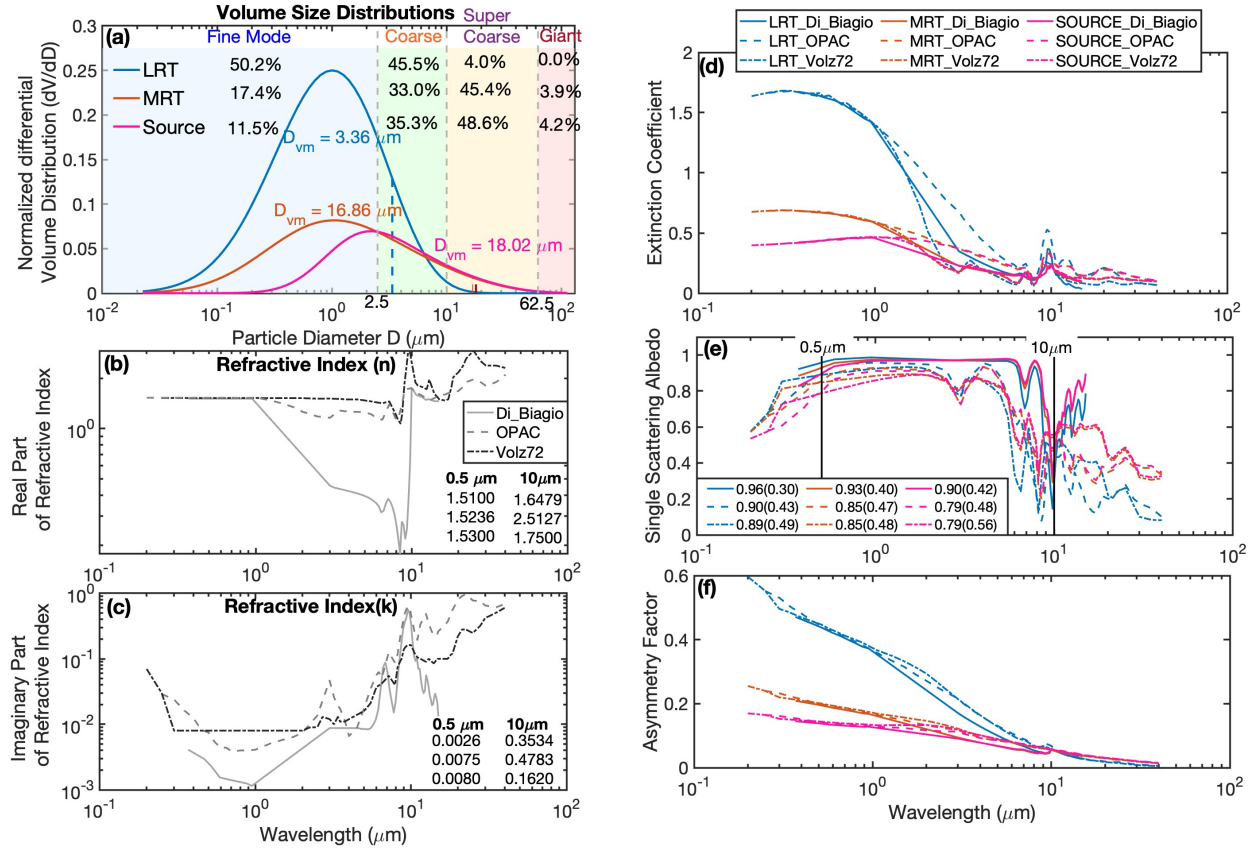 Volume Size Distributions
(a)
Fine Mode
Coarse
Super
Coarse
Giant
LRT 50.2% 45.5% 4.0% 0.0%
MRT 17.4% 33.0% 45.4% 3.9%
Source 11.5% 35.3% 48.6% 4.2%
Dvm = 3.36 μm
Dvm = 16.86 μm
Dvm = 18.02 μm
0.25
0.2
0.15
0.1
0.05
0
Normalized differential
Volume Distribution (dV/dD)
10-2 10-1 100 2.5 101 62.5 102
Particle Diameter D (μm)
(b)
Refractive Index (n)
Di_Biagio
OPAC
Volz72
0.5 μm 10μm
1.5100 1.6479
1.5236 2.5127
1.5300 1.7500
100
Real Part
of Refractive Index
10-1 100 101 102
(c)
Refractive Index(k)
0.5 μm 10μm
0.0026 0.3534
0.0075 0.4783
0.0080 0.1620
100
10-1
10-2
10-3
Imaginary Part
of Refractive Index
10-1 100 101 102
Wavelength (μm)
LRT_Di_Biagio MRT_Di_Biagio SOURCE_Di_Biagio
LRT_OPAC MRT_OPAC SOURCE_OPAC
LRT_Volz72 MRT_Volz72 SOURCE_Volz72
(d)
2
1.5
1
0.5
0
Extinction Coefficient
10-1 100 101 102
(e)
0.5μm 10μm
1
0.8
0.6
0.4
0.2
0
Single Scattering Albedo
0.96(0.30) 0.93(0.40) 0.90(0.42)
0.90(0.43) 0.85(0.47) 0.79(0.48)
0.89(0.49) 0.85(0.48) 0.79(0.56)
10-1 100 101 102
(f)
0.6
0.4
0.2
0
Asymmetry Factor
10-1 100 101 102
Wavelength (μm)